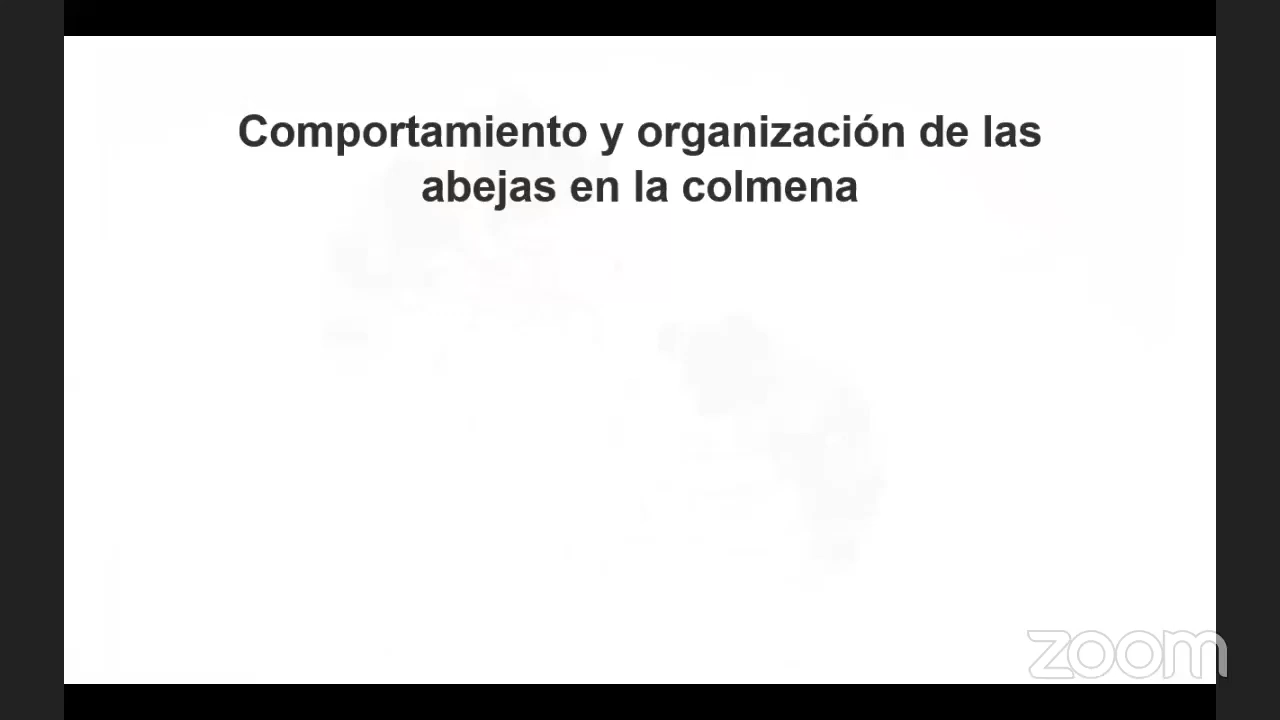 Comportamiento y organización de las
abejas en la colmena
zoom